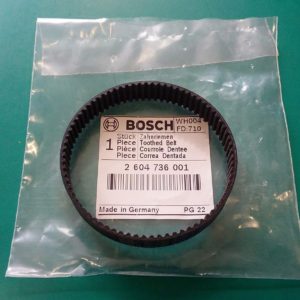 BOSCH
WH004
FD 710
1 Stück Zahnriemen
Piece Toothed Belt
Pièce Courroie Dentee
Pieza Correa Dentada
2 604 736 001
Made in Germany PG 22